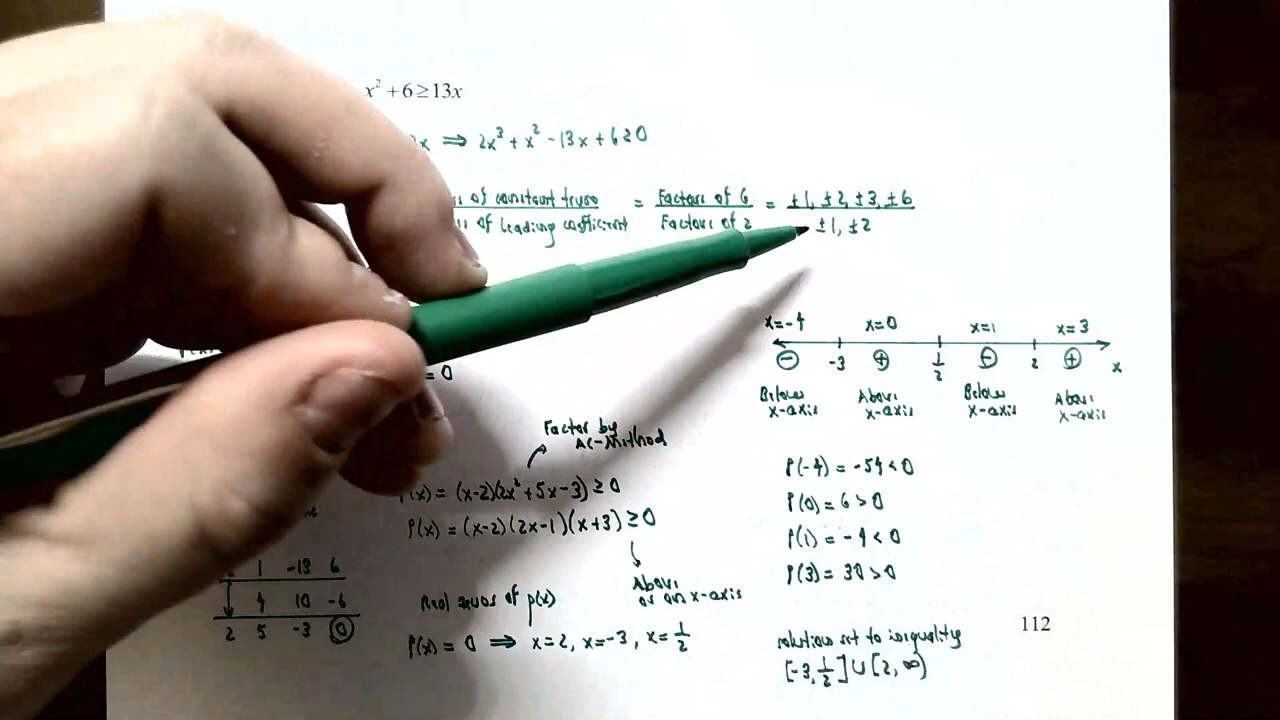 x² + 6 ≥ 13x
⇒ 2x³ + x² - 13x + 6 ≥ 0
of constant = Factors of 6 = ±1, ±2, ±3, ±6
of leading coefficient Factors of 2 ±1, ±2
x=-4 x=0 x=1 x=3
⊖ -3 ⊕ 1/2 ⊖ 2 ⊕ x
Below x-axis Above x-axis Below x-axis Above x-axis
= 0
Factor by
AC-Method
P(x) = (x-2)(2x²+5x-3) ≥ 0
P(x) = (x-2)(2x-1)(x+3) ≥ 0
Above
or on x-axis
1 -13 6
4 10 -6
2 5 -3 0
Real zeros of p(x)
P(x) = 0 ⇒ x=2, x=-3, x=1/2
P(-4) = -54 < 0
P(0) = 6 > 0
P(1) = -4 < 0
P(3) = 30 > 0
112
solution set to inequality
[-3, 1/2] ∪ [2, ∞)